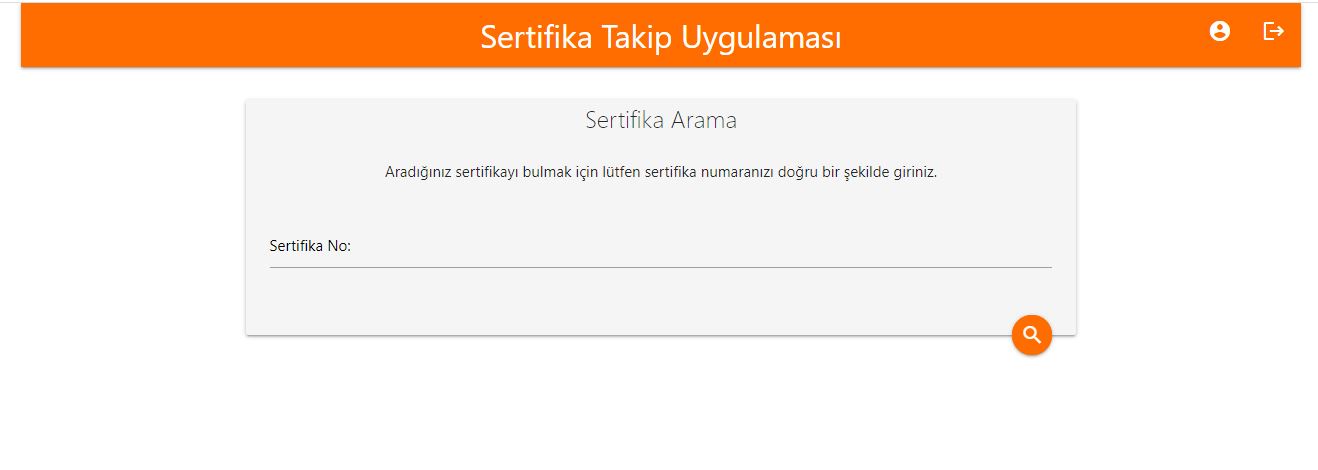 Sertifika Takip Uygulaması
Sertifika Arama
Aradığınız sertifikayı bulmak için lütfen sertifika numaranızı doğru bir şekilde giriniz.
Sertifika No: